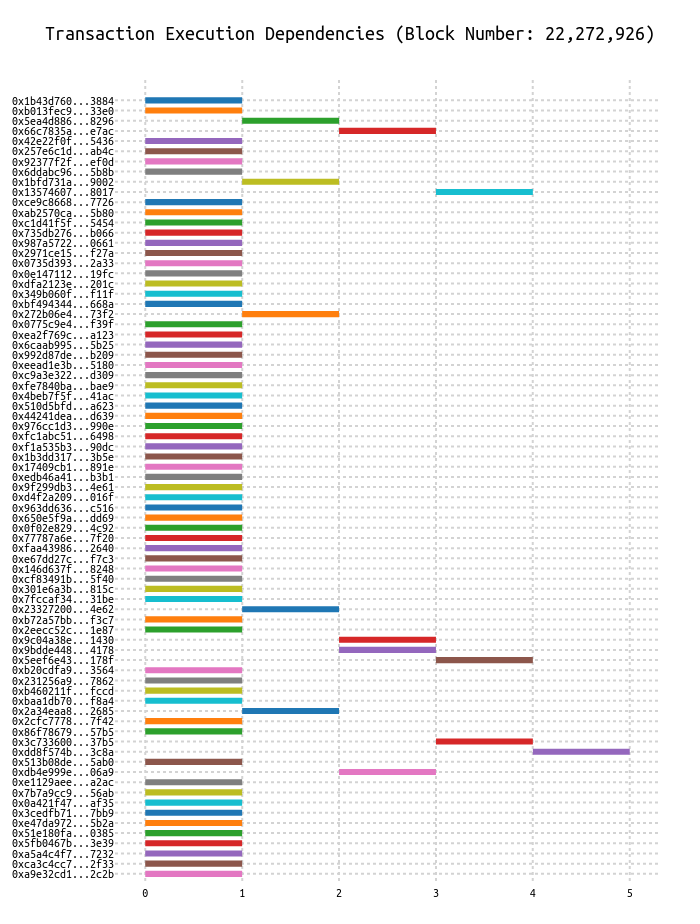 Transaction Execution Dependencies (Block Number: 22,272,926)
0x1b43d760...3884
0xb013fec9...33e0
0x5ea4d886...8296
0x66c7835a...e7ac
0x42e22f0f...5436
0x257e6c1d...ab4c
0x92377f2f...ef0d
0x6ddabc96...5b8b
0x1bfd731a...9002
0x13574607...8017
0xce9c8668...7726
0xab2570ca...5b80
0xc1d41f5f...5454
0x735db276...b066
0x987a5722...0661
0x2971ce15...f27a
0x0735d393...2a33
0x0e147112...19fc
0xdfa2123e...201c
0x349b060f...f11f
0xbf494344...668a
0x272b06e4...73f2
0x0775c9e4...f39f
0xea2f769c...a123
0x6caab995...5b25
0x992d87de...b209
0xeead1e3b...5180
0xc9a3e322...d309
0xfe7840ba...bae9
0x4beb7f5f...41ac
0x510d5bfd...a623
0x44241dea...d639
0x976cc1d3...990e
0xfc1abc51...6498
0xf1a535b3...90dc
0x1b3dd317...3b5e
0x17409cb1...891e
0xedb46a41...b3b1
0x9f299db3...4e61
0xd4f2a209...016f
0x963dd636...c516
0x650e5f9a...dd69
0x0f02e829...4c92
0x77787a6e...7f20
0xfaa43986...2640
0xe67dd27c...f7c3
0x146d637f...8248
0xcf83491b...5f40
0x301e6a3b...815c
0x7fccaf34...31be
0x23327200...4e62
0xb72a57bb...f3c7
0x2eecc52c...1e87
0x9c04a38e...1430
0x9bdde448...4178
0x5eef6e43...178f
0xb20cdfa9...3564
0x231256a9...7862
0xb460211f...fccd
0xbaa1db70...f8a4
0x2a34eaa8...2685
0x2cfc7778...7f42
0x86f78679...57b5
0x3c733600...37b5
0xdd8f574b...3c8a
0x513b08de...5ab0
0xdb4e999e...06a9
0xe1129aee...a2ac
0x7b7a9cc9...56ab
0x0a421f47...af35
0x3cedfb71...7bb9
0xe47da972...5b2a
0x51e180fa...0385
0x5fb0467b...3e39
0xa5a4c4f7...7232
0xca3c4cc7...2f33
0xa9e32cd1...2c2b
0 1 2 3 4 5